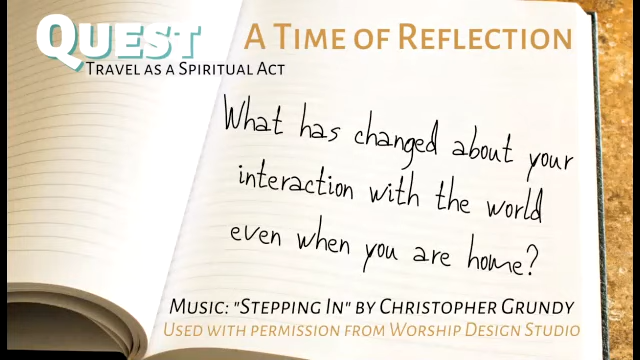 QUEST
A TIME OF REFLECTION
TRAVEL AS A SPIRITUAL ACT
What has changed about your
interaction with the world
even when you are home?
MUSIC: "STEPPING IN" BY CHRISTOPHER GRUNDY
USED WITH PERMISSION FROM WORSHIP DESIGN STUDIO